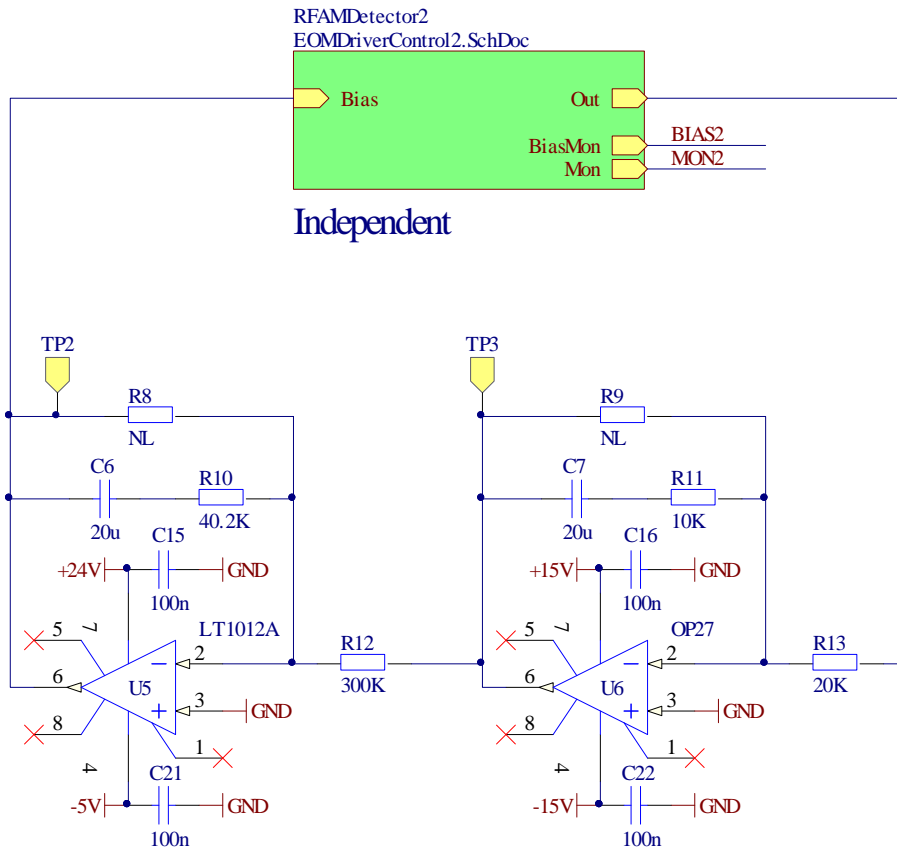 RFAMDetector2
EOMDriverControl2.SchDoc
Bias
Out
BiasMon
BIAS2
Mon
MON2
Independent
TP2
TP3
R8
NL
R9
NL
C6
20u
R10
40.2K
C7
20u
R11
10K
C15
+24V
GND
100n
C16
+15V
GND
100n
5
7
LT1012A
2
6
U5
3
GND
8
1
4
R12
300K
5
7
OP27
2
6
U6
3
GND
8
1
4
R13
20K
C21
-5V
GND
100n
C22
-15V
GND
100n